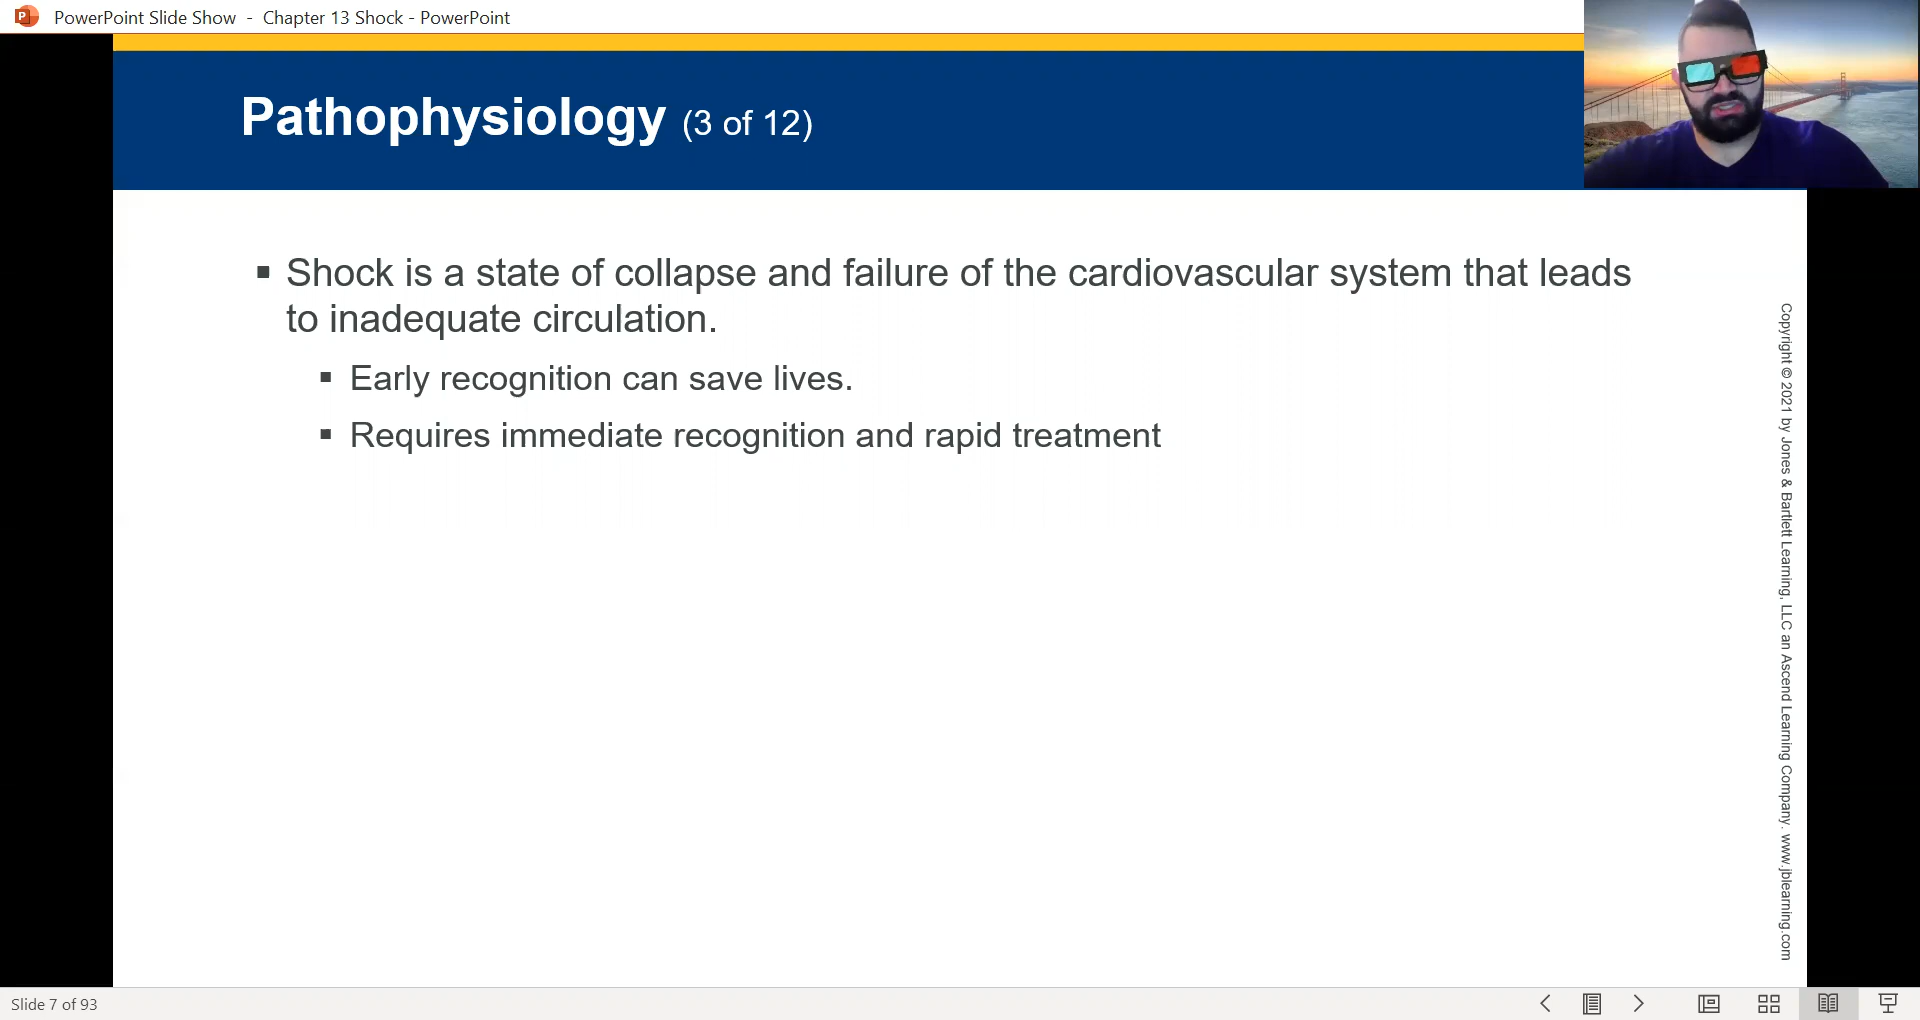 PowerPoint Slide Show - Chapter 13 Shock - PowerPoint
Pathophysiology (3 of 12)
▪ Shock is a state of collapse and failure of the cardiovascular system that leads
to inadequate circulation.
▪ Early recognition can save lives.
▪ Requires immediate recognition and rapid treatment
Copyright © 2021 by Jones & Bartlett Learning, LLC an Ascend Learning Company. www.jblearning.com
Slide 7 of 93